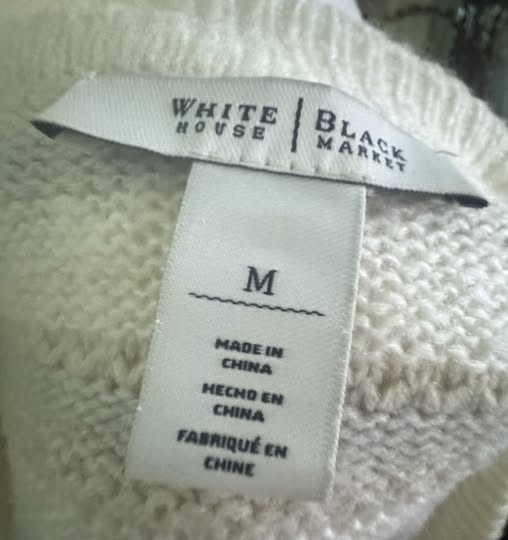 WHITE HOUSE | BLACK MARKET
M
MADE IN
CHINA
HECHO EN
CHINA
FABRIQUÉ EN
CHINE